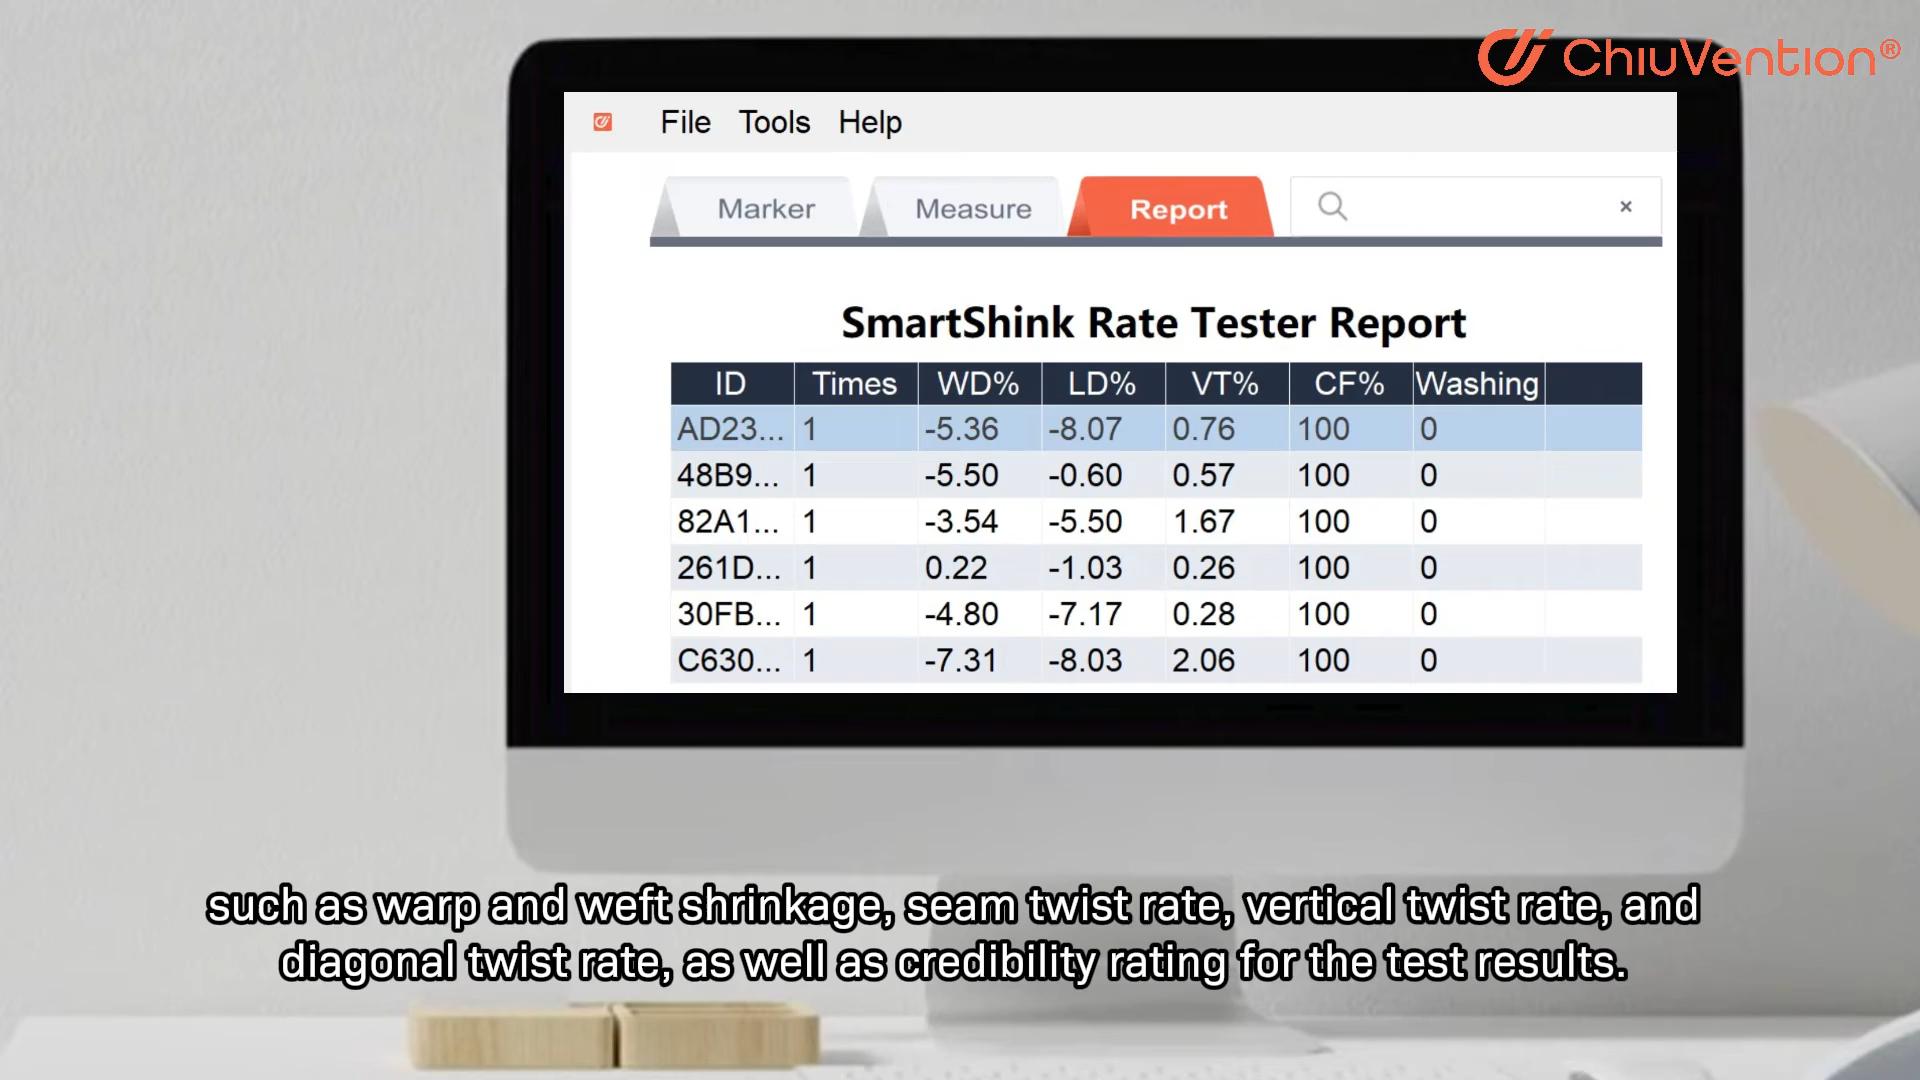 ChiuVention®
File Tools Help
Marker Measure Report ×
SmartShink Rate Tester Report
ID Times WD% LD% VT% CF% Washing
AD23... 1 -5.36 -8.07 0.76 100 0
48B9... 1 -5.50 -0.60 0.57 100 0
82A1... 1 -3.54 -5.50 1.67 100 0
261D... 1 0.22 -1.03 0.26 100 0
30FB... 1 -4.80 -7.17 0.28 100 0
C630... 1 -7.31 -8.03 2.06 100 0
such as warp and weft shrinkage, seam twist rate, vertical twist rate, and
diagonal twist rate, as well as credibility rating for the test results.